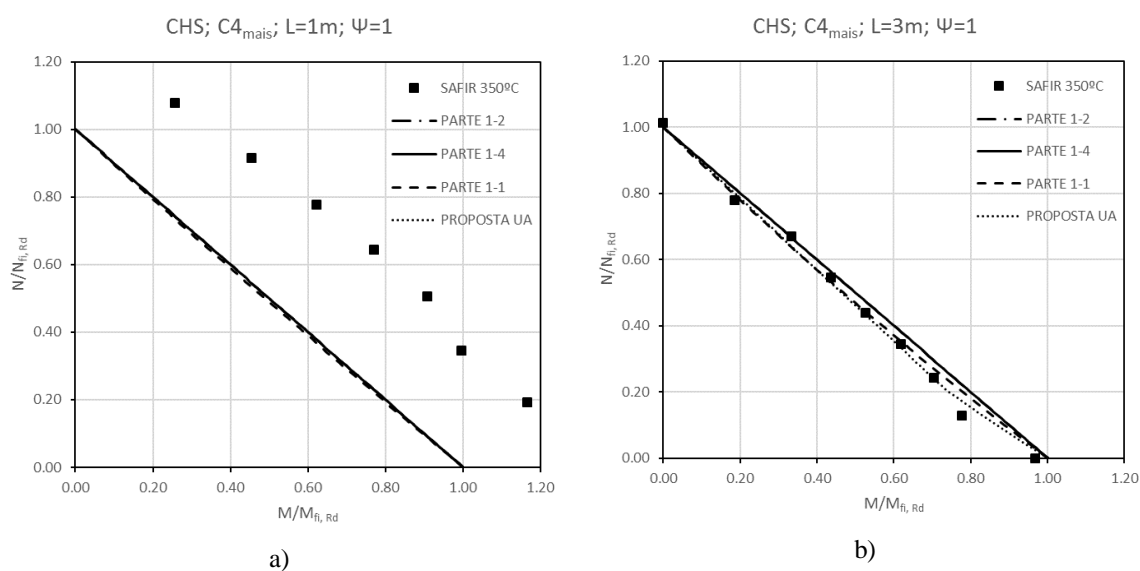 CHS; C4mais; L=1m; Ψ=1
1.20
1.00
0.80
0.60
0.40
0.20
0.00
N/Nfi, Rd
0.00 0.20 0.40 0.60 0.80 1.00 1.20
M/Mfi, Rd
SAFIR 350ºC
PARTE 1-2
PARTE 1-4
PARTE 1-1
PROPOSTA UA
a)
CHS; C4mais; L=3m; Ψ=1
1.20
1.00
0.80
0.60
0.40
0.20
0.00
N/Nfi, Rd
0.00 0.20 0.40 0.60 0.80 1.00 1.20
M/Mfi, Rd
SAFIR 350ºC
PARTE 1-2
PARTE 1-4
PARTE 1-1
PROPOSTA UA
b)